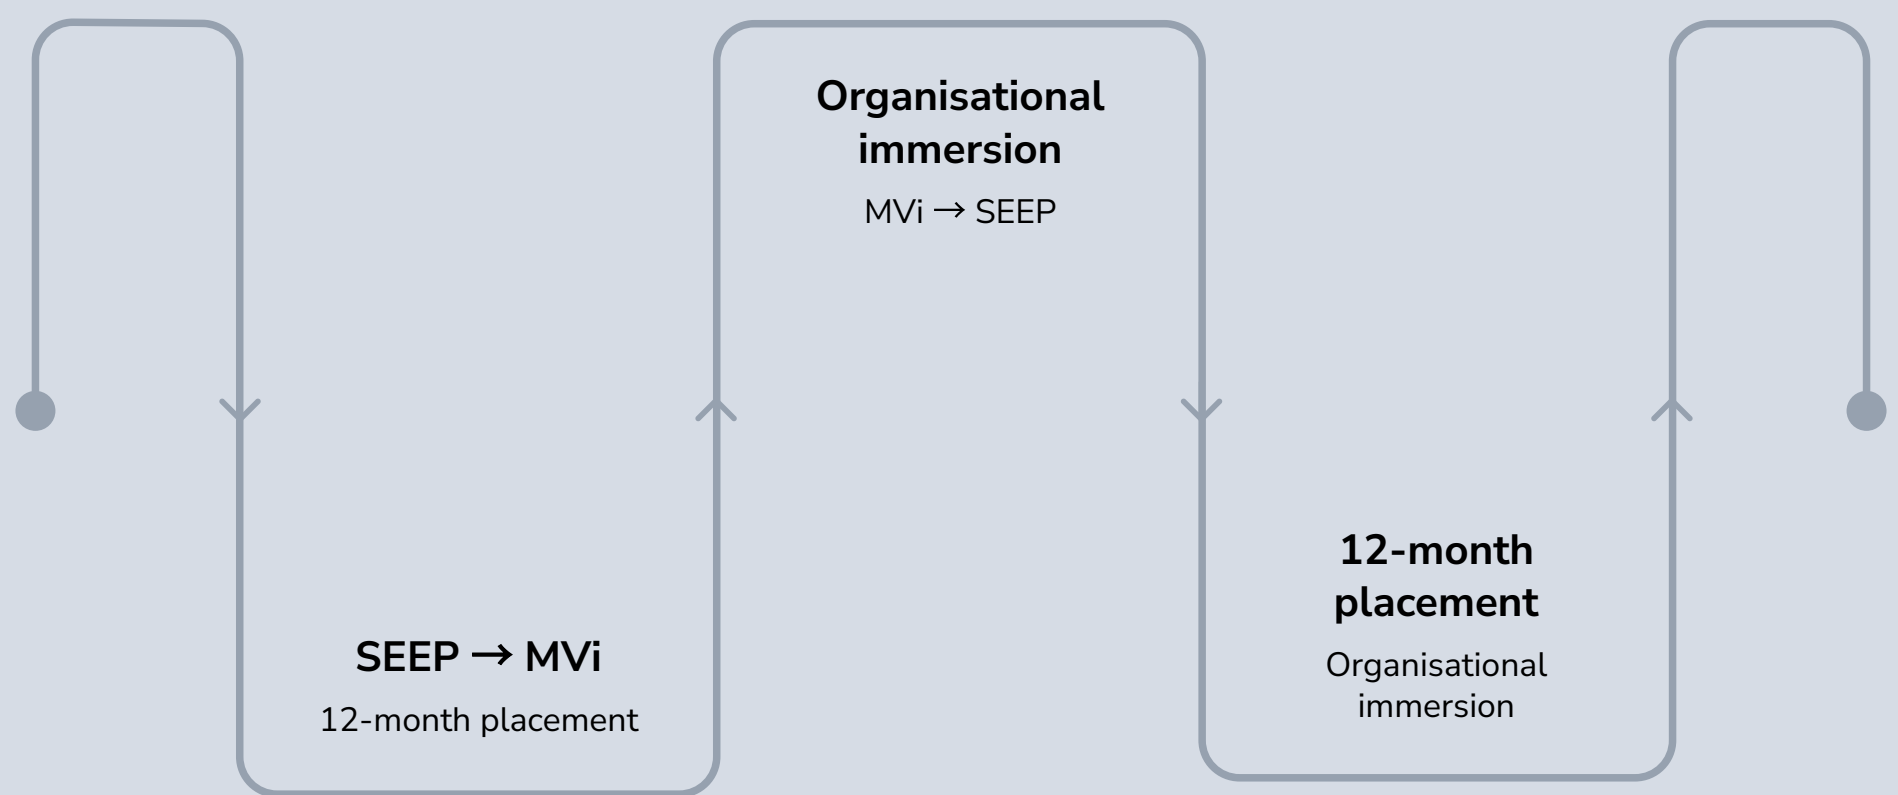 SEEP → MVi
12-month placement
Organisational
immersion
MVi → SEEP
12-month
placement
Organisational
immersion